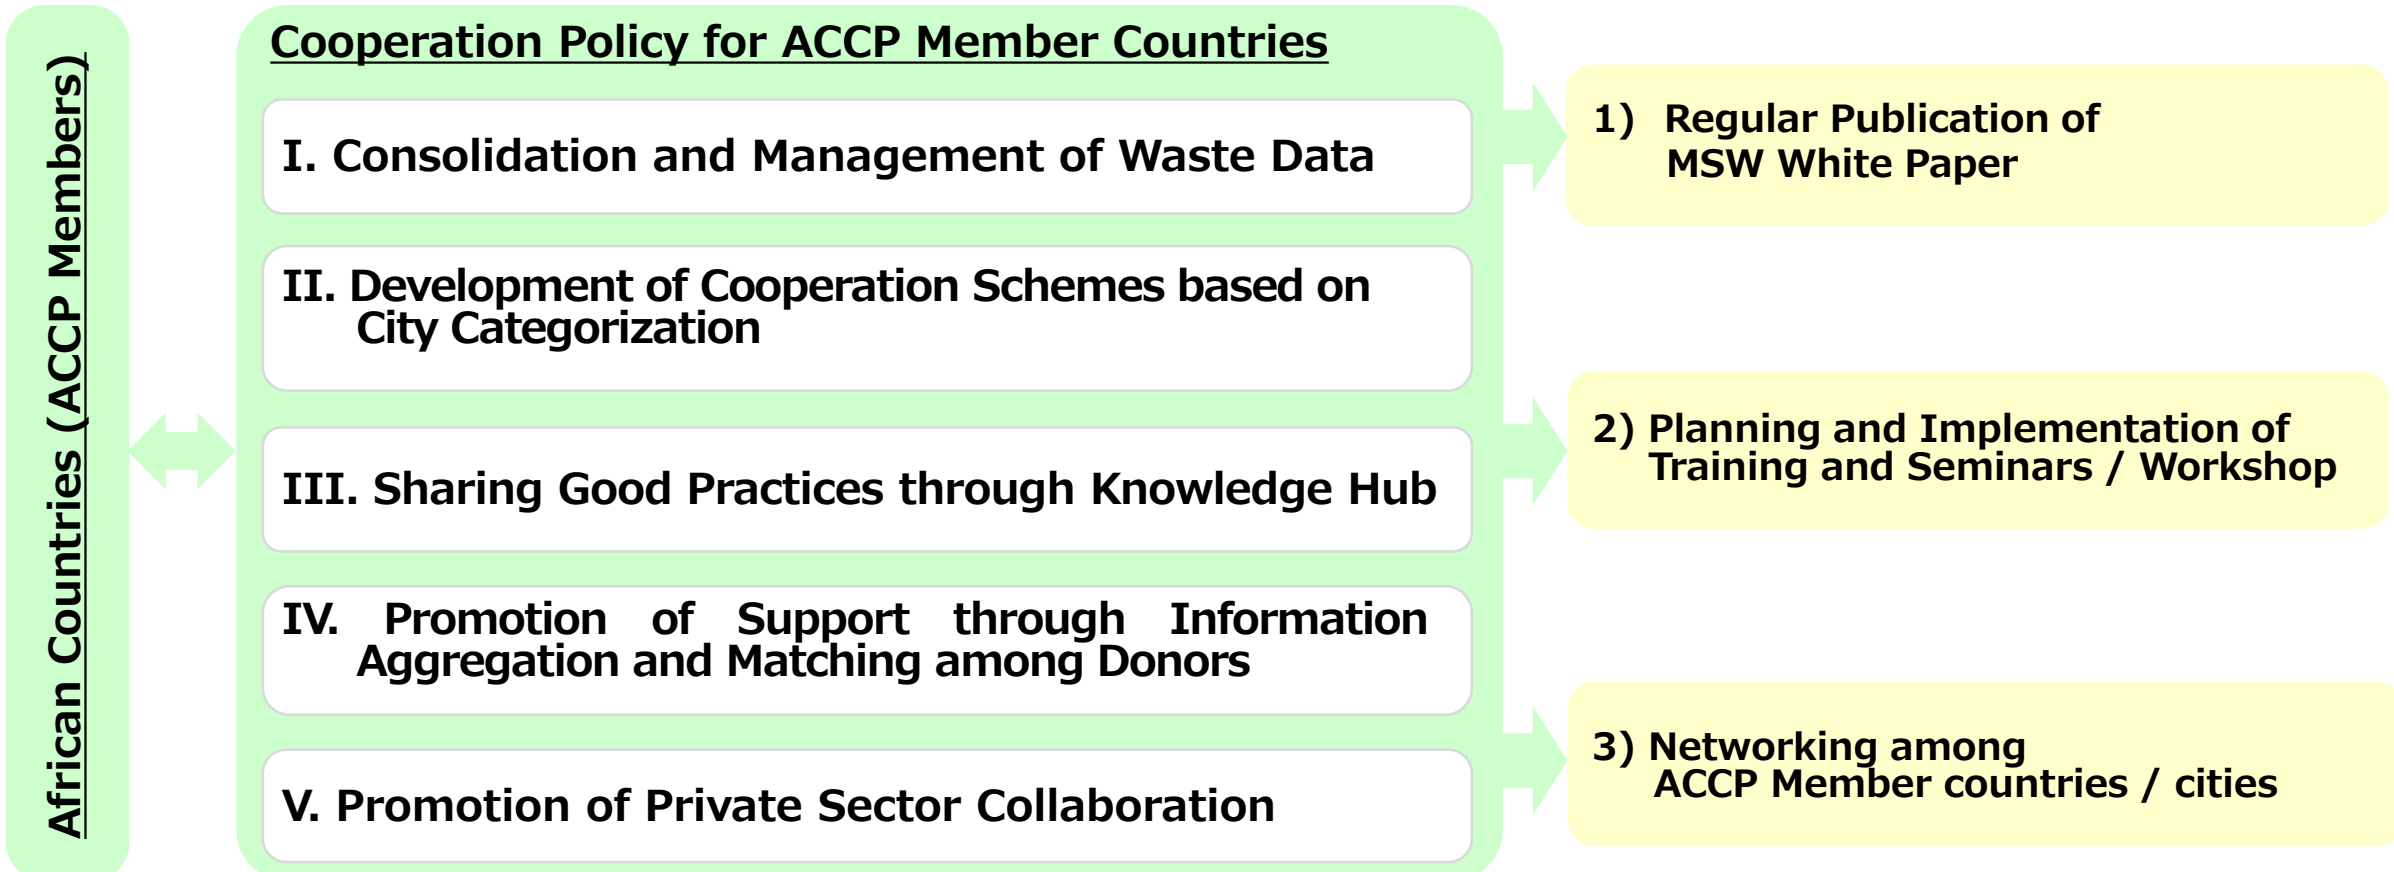 African Countries (ACCP Members)
Cooperation Policy for ACCP Member Countries
I. Consolidation and Management of Waste Data
II. Development of Cooperation Schemes based on
City Categorization
III. Sharing Good Practices through Knowledge Hub
IV. Promotion of Support through Information
Aggregation and Matching among Donors
V. Promotion of Private Sector Collaboration
1) Regular Publication of
MSW White Paper
2) Planning and Implementation of
Training and Seminars / Workshop
3) Networking among
ACCP Member countries / cities